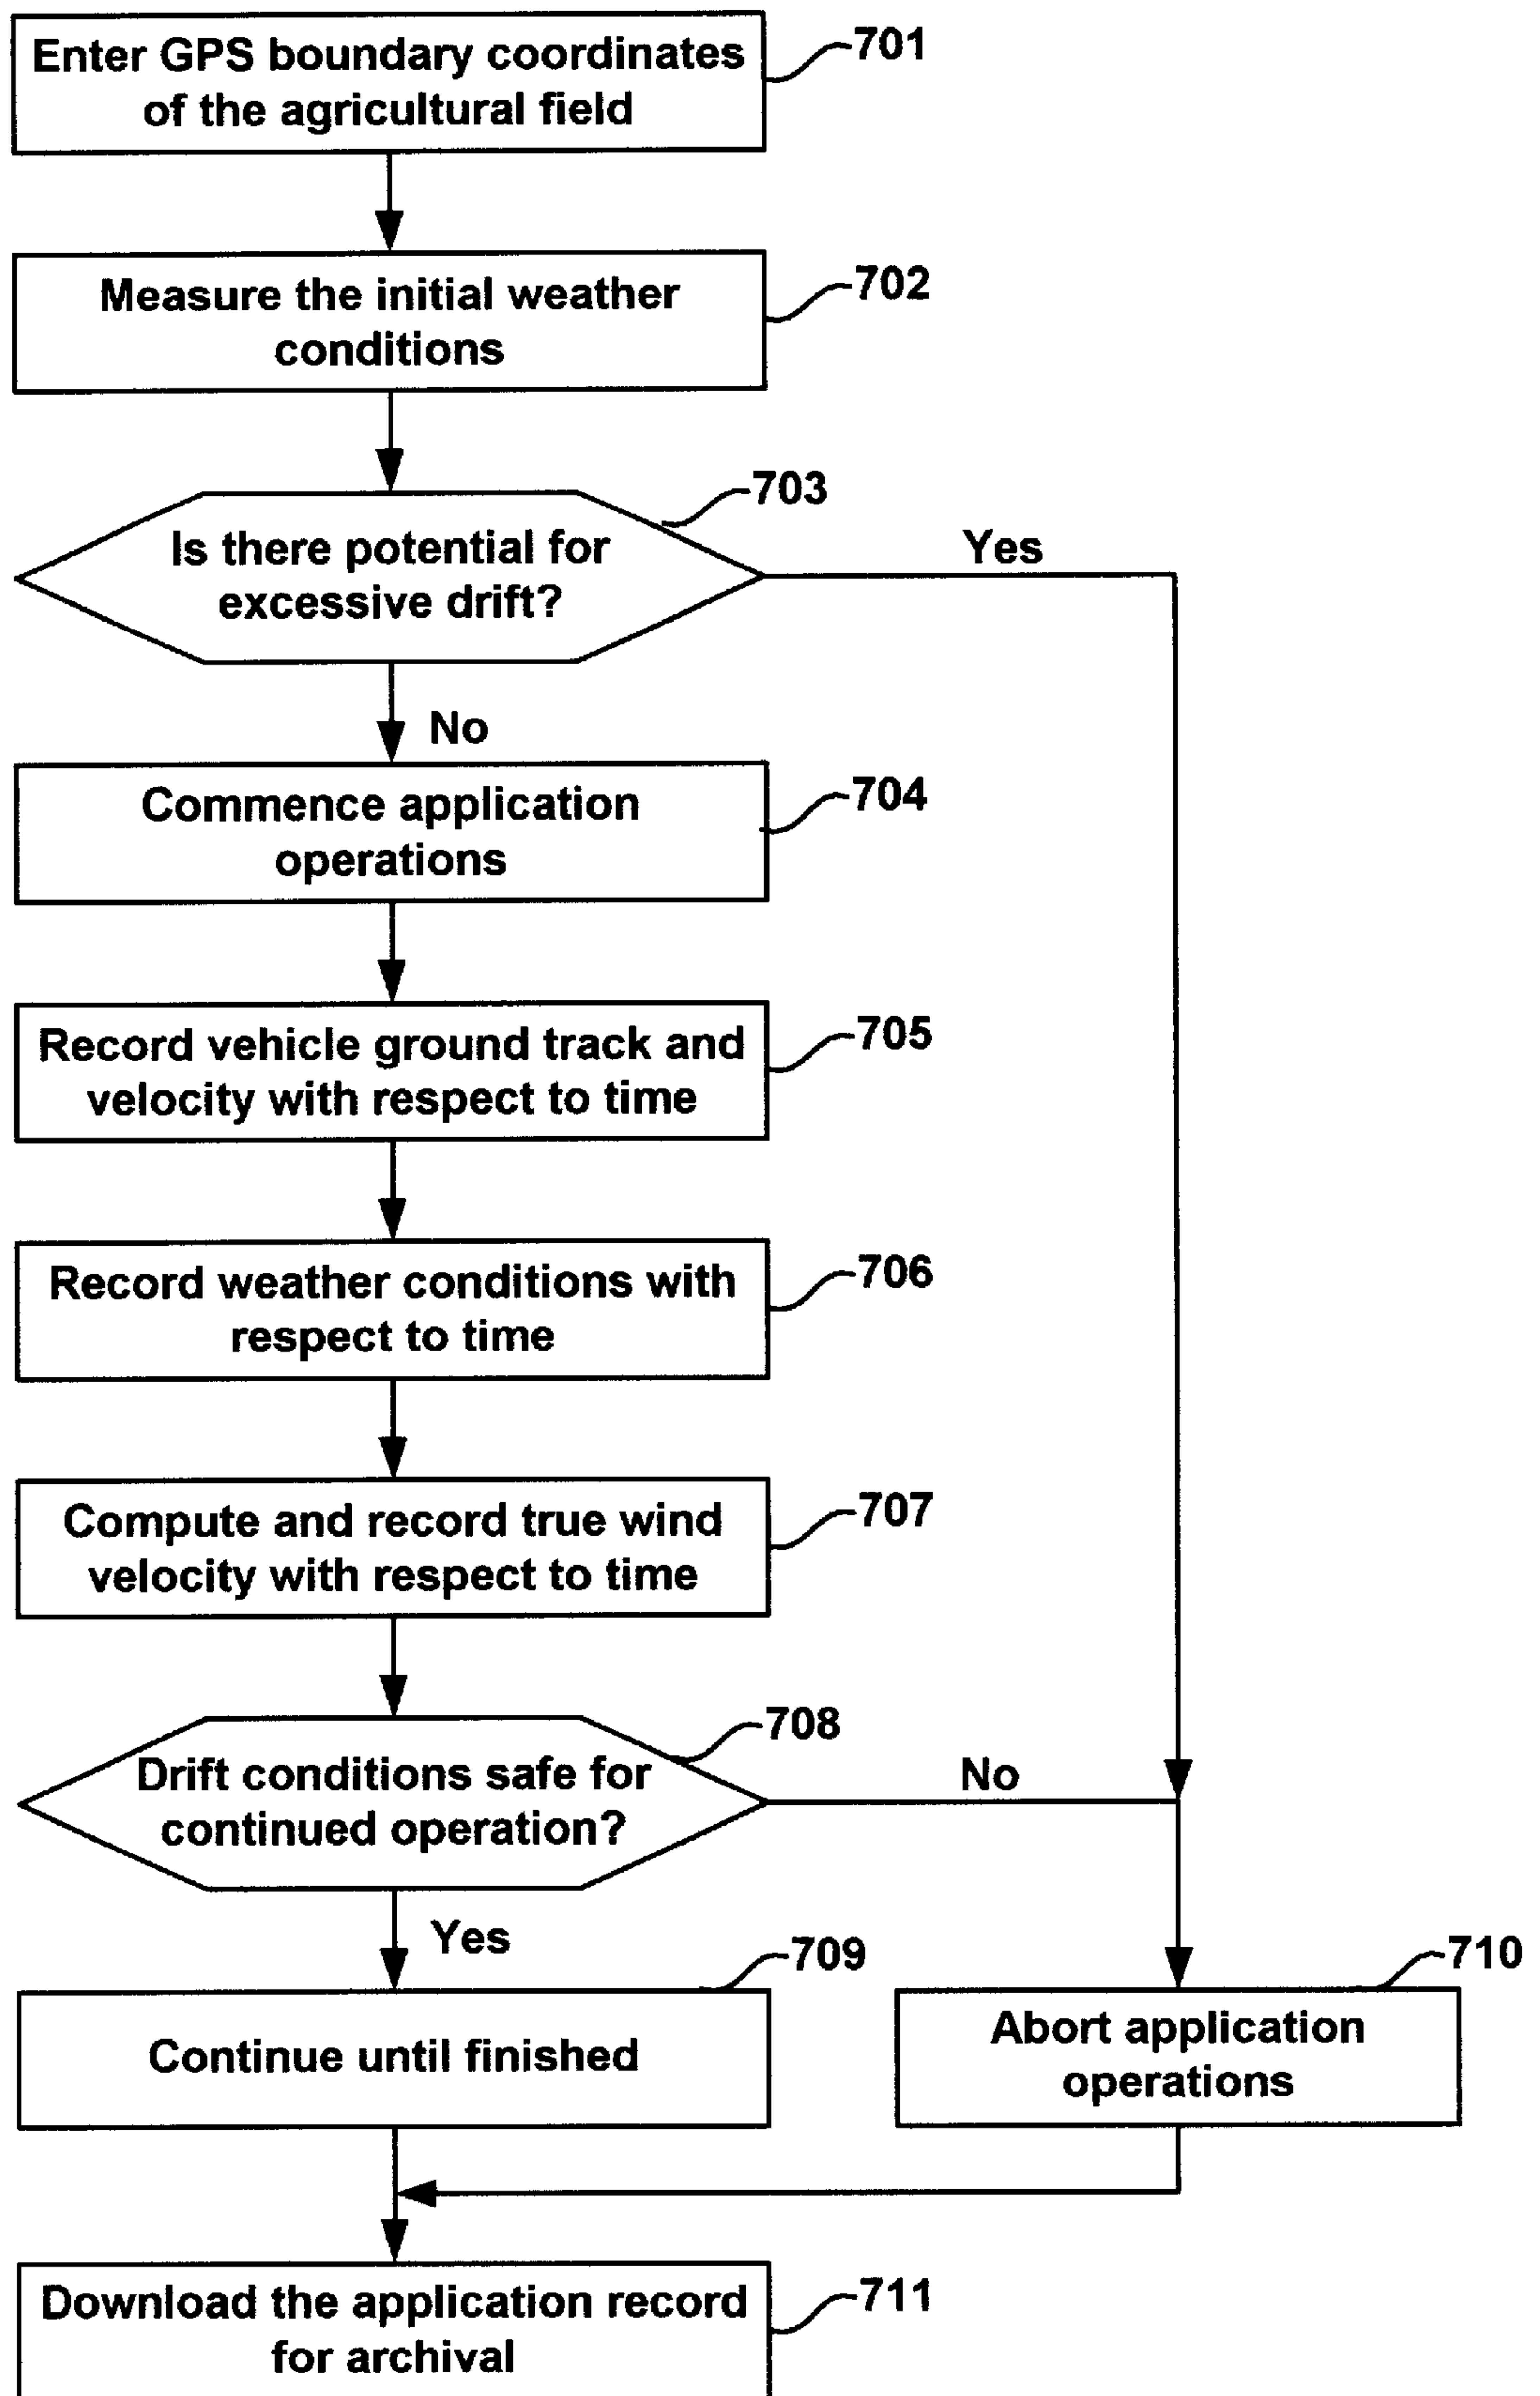 Enter GPS boundary coordinates
of the agricultural field
701
Measure the initial weather
conditions
702
703
Is there potential for
excessive drift?
Yes
No
Commence application
operations
704
Record vehicle ground track and
velocity with respect to time
705
Record weather conditions with
respect to time
706
Compute and record true wind
velocity with respect to time
707
708
Drift conditions safe for
continued operation?
No
Yes
709
Continue until finished
710
Abort application
operations
Download the application record
for archival
711